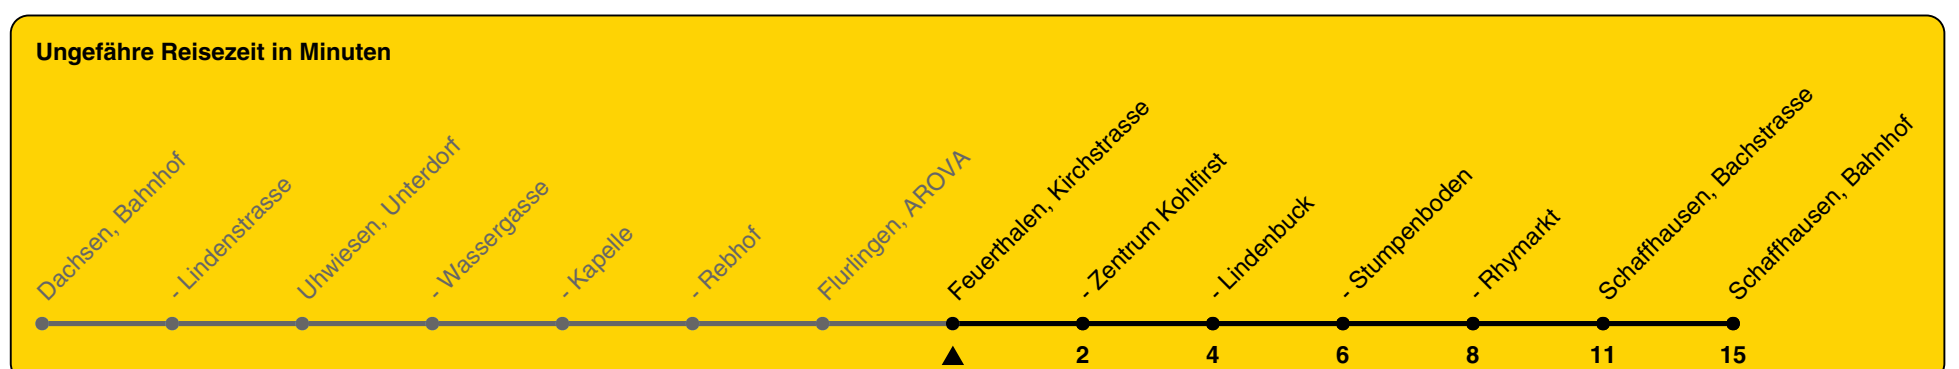 Ungefähre Reisezeit in Minuten
Dachsen, Bahnhof
- Lindenstrasse
Uhwiesen, Unterdorf
- Wassergasse
- Kapelle
- Rebhof
Flurlingen, AROVA
Feuerthalen, Kirchstrasse
- Zentrum Kohlfirst
- Lindenbuck
- Stumpenboden
- Rhymarkt
Schaffhausen, Bachstrasse
Schaffhausen, Bahnhof
2 4 6 8 11 15